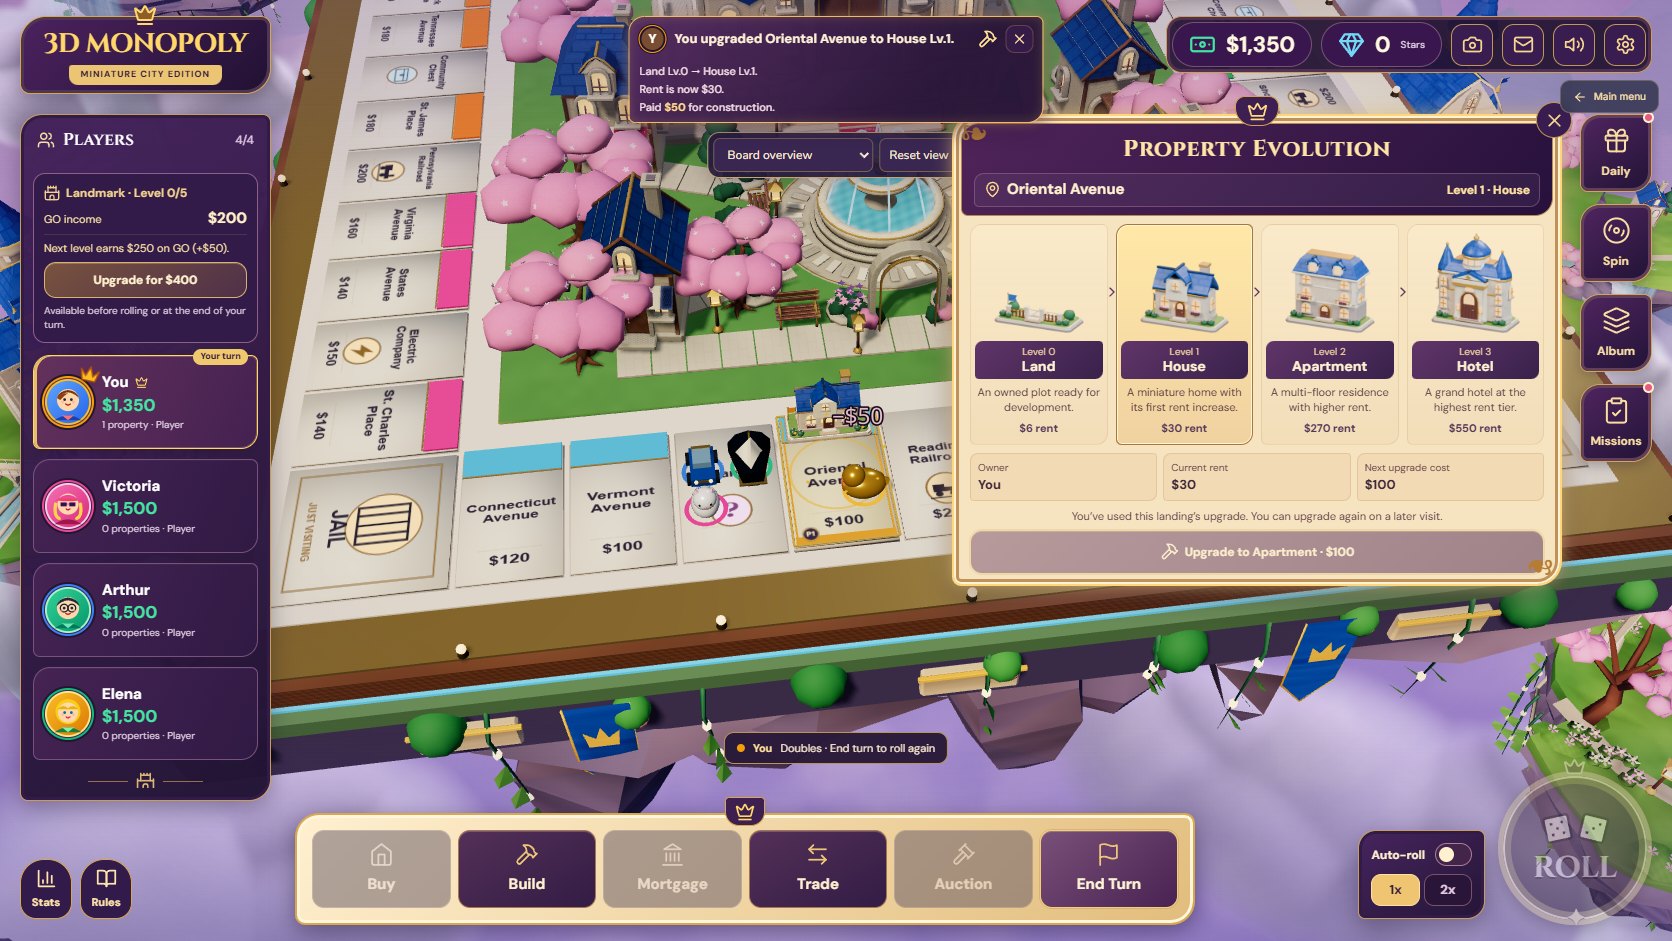 3D MONOPOLY
MINIATURE CITY EDITION
PLAYERS 4/4
Landmark · Level 0/5
GO income $200
Next level earns $250 on GO (+$50).
Upgrade for $400
Available before rolling or at the end of your
turn.
Your turn
You
$1,350
1 property · Player
Victoria
$1,500
0 properties · Player
Arthur
$1,500
0 properties · Player
Elena
$1,500
0 properties · Player
Stats
Rules
Y You upgraded Oriental Avenue to House Lv.1.
Land Lv.0 → House Lv.1.
Rent is now $30.
Paid $50 for construction.
Board overview
Reset view
$1,350
0 Stars
Main menu
Tennessee
Avenue
$180
Community
Chest
St. James
Place
$180
Pennsylvania
Railroad
$200
Virginia
Avenue
$160
States
Avenue
$140
Electric
Company
$150
St. Charles
Place
$140
JUST VISITING
JAIL
Connecticut
Avenue
$120
Vermont
Avenue
$100
?
-$50
$100
P1
$200
PROPERTY EVOLUTION
Oriental Avenue
Level 1 · House
Level 0
Land
An owned plot ready for
development.
$6 rent
Level 1
House
A miniature home with
its first rent increase.
$30 rent
Level 2
Apartment
A multi-floor residence
with higher rent.
$270 rent
Level 3
Hotel
A grand hotel at the
highest rent tier.
$550 rent
Owner
You
Current rent
$30
Next upgrade cost
$100
You've used this landing's upgrade. You can upgrade again on a later visit.
Upgrade to Apartment · $100
Daily
Spin
Album
Missions
You Doubles · End turn to roll again
Buy
Build
Mortgage
Trade
Auction
End Turn
Auto-roll
1x
2x
ROLL